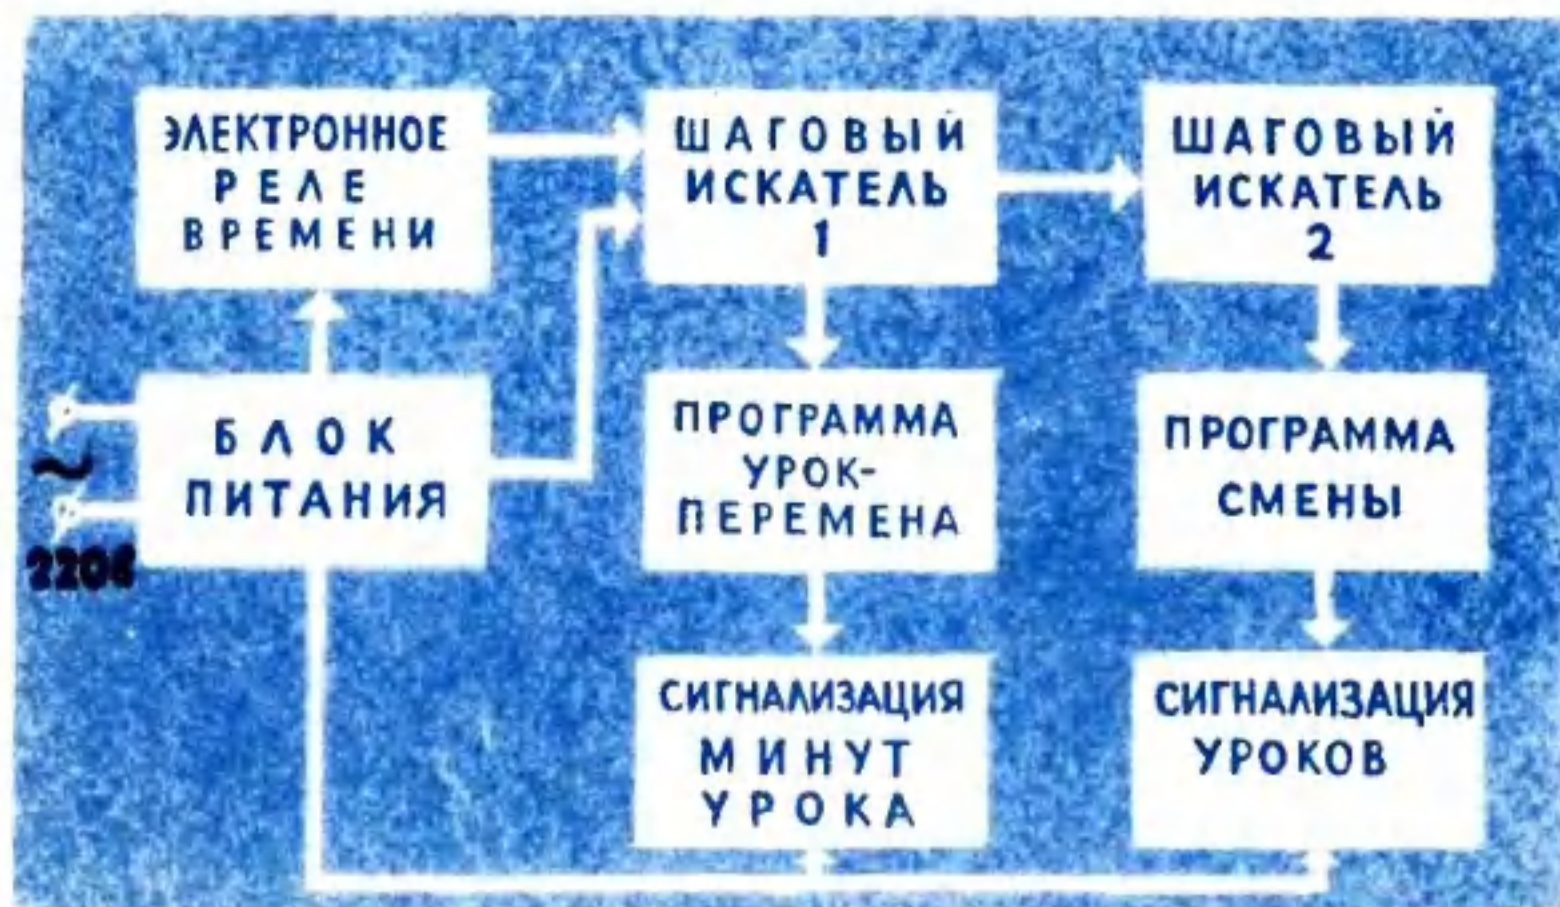 ЭЛЕКТРОННОЕ
РЕЛЕ
ВРЕМЕНИ
ШАГОВЫЙ
ИСКАТЕЛЬ
1
ШАГОВЫЙ
ИСКАТЕЛЬ
2
БЛОК
ПИТАНИЯ
~
220в
ПРОГРАММА
УРОК-
ПЕРЕМЕНА
ПРОГРАММА
СМЕНЫ
СИГНАЛИЗАЦИЯ
МИНУТ
УРОКА
СИГНАЛИЗАЦИЯ
УРОКОВ